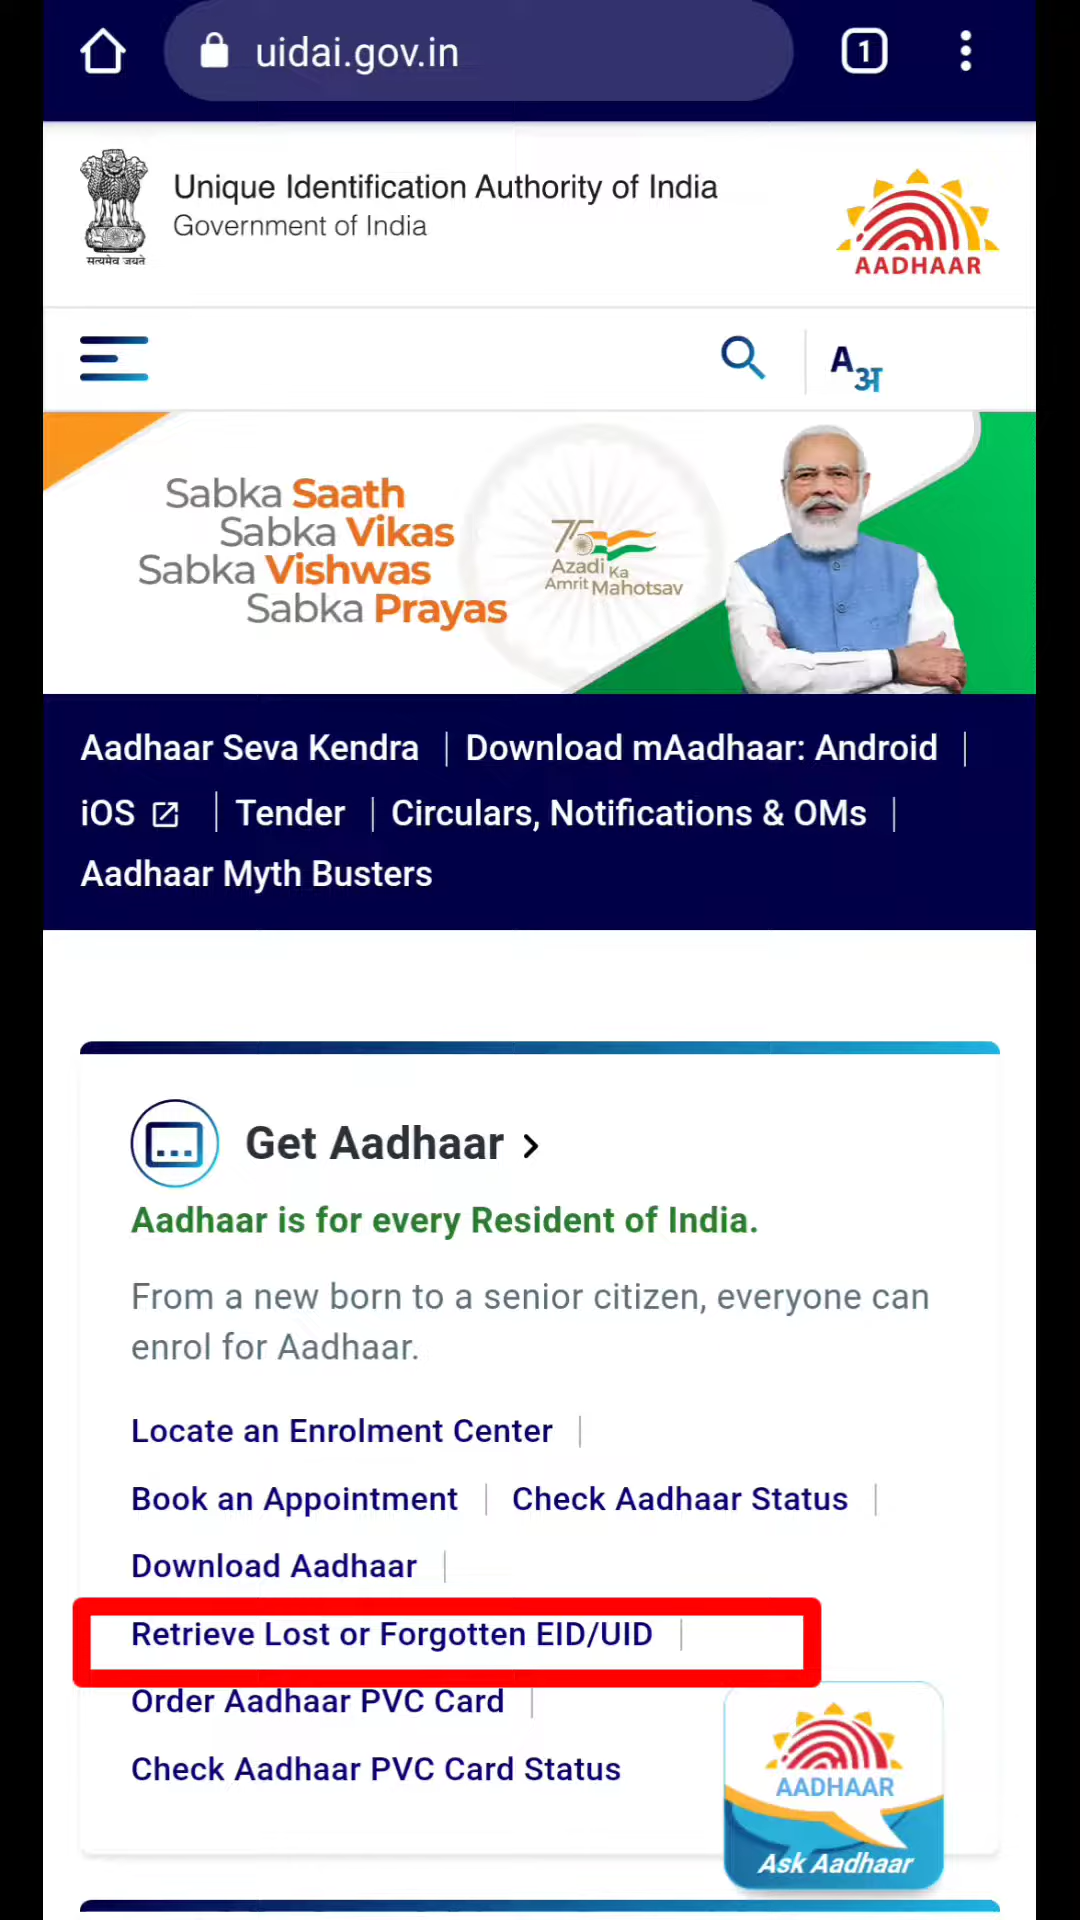 uidai.gov.in
1
Unique Identification Authority of India
Government of India
सत्यमेव जयते
AADHAAR
A अ
Sabka Saath
Sabka Vikas
Sabka Vishwas
Sabka Prayas
75
Azadi Ka
Amrit Mahotsav
Aadhaar Seva Kendra | Download mAadhaar: Android |
iOS | Tender | Circulars, Notifications & OMs |
Aadhaar Myth Busters
Get Aadhaar >
Aadhaar is for every Resident of India.
From a new born to a senior citizen, everyone can
enrol for Aadhaar.
Locate an Enrolment Center |
Book an Appointment | Check Aadhaar Status |
Download Aadhaar |
Retrieve Lost or Forgotten EID/UID |
Order Aadhaar PVC Card |
Check Aadhaar PVC Card Status
AADHAAR
Ask Aadhaar